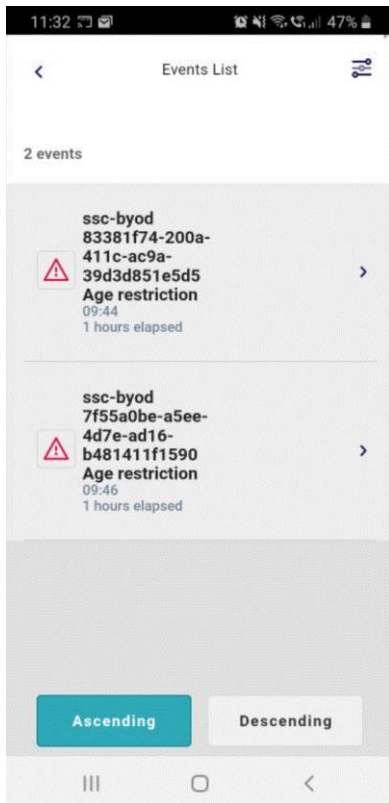 11:32 47%
Events List
2 events
ssc-byod
83381f74-200a-
411c-ac9a-
39d3d851e5d5
Age restriction
09:44
1 hours elapsed
ssc-byod
7f55a0be-a5ee-
4d7e-ad16-
b481411f1590
Age restriction
09:46
1 hours elapsed
Ascending Descending